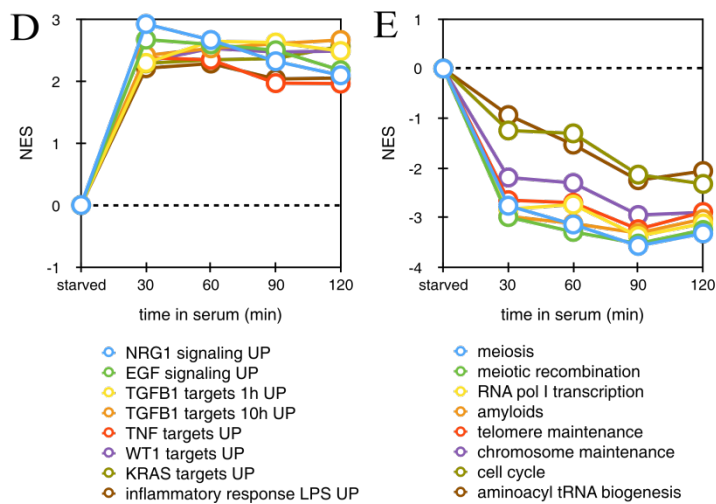 D
3
2
1
0
-1
NES
starved
30
60
90
120
time in serum (min)
NRG1 signaling UP
EGF signaling UP
TGFB1 targets 1h UP
TGFB1 targets 10h UP
TNF targets UP
WT1 targets UP
KRAS targets UP
inflammatory response LPS UP
E
1
0
-1
-2
-3
-4
NES
starved
30
60
90
120
time in serum (min)
meiosis
meiotic recombination
RNA pol I transcription
amyloids
telomere maintenance
chromosome maintenance
cell cycle
aminoacyl tRNA biogenesis